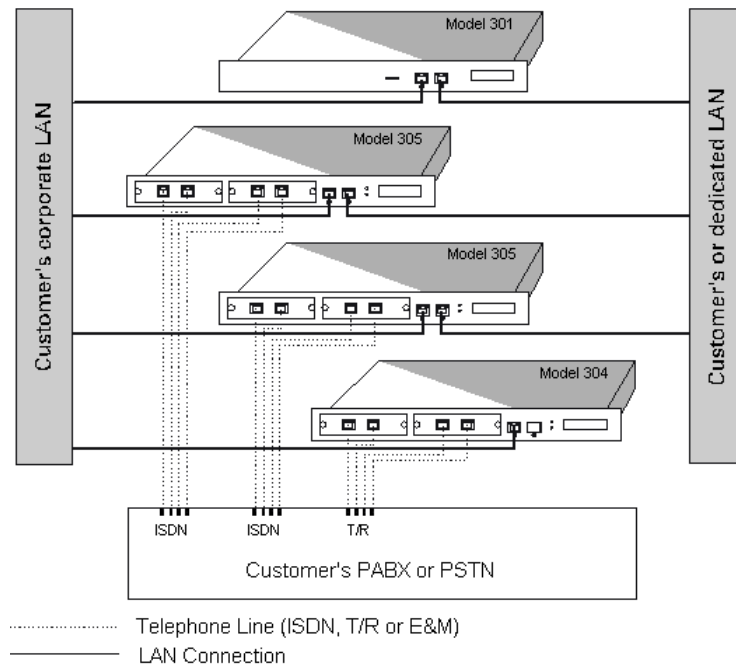 Customer's corporate LAN
Customer's or dedicated LAN
Model 301
Model 305
Model 305
Model 304
ISDN
ISDN
T/R
Customer's PABX or PSTN
Telephone Line (ISDN, T/R or E&M)
LAN Connection